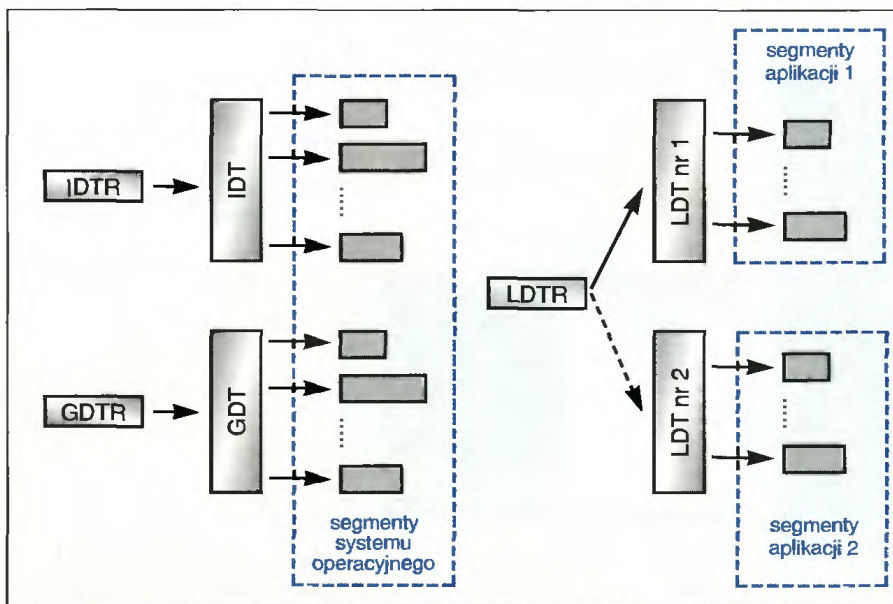 IDTR
IDT
GDTR
GDT
segmenty
systemu
operacyjnego
LDTR
segmenty
aplikacji 1
LDT nr 1
LDT nr 2
segmenty
aplikacji 2